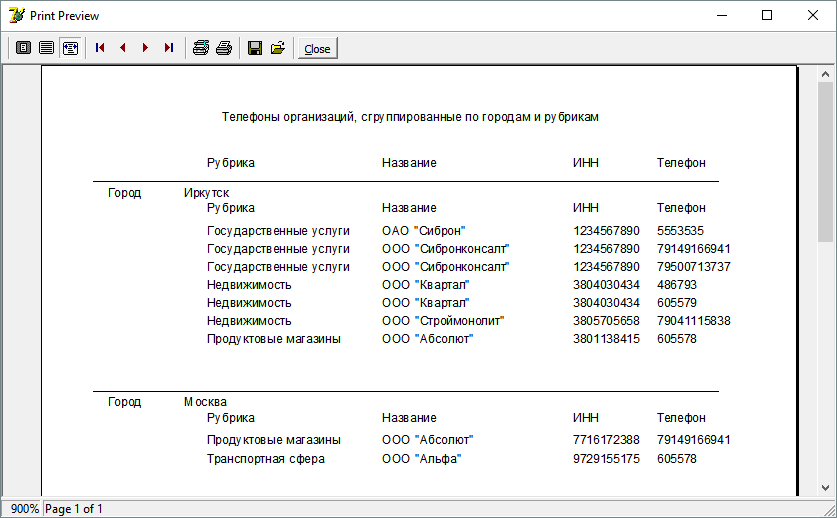 Print Preview
Close
Телефоны организаций, сгруппированные по городам и рубрикам
Рубрика Название ИНН Телефон
Город Иркутск
Рубрика Название ИНН Телефон
Государственные услуги ОАО "Сиброн" 1234567890 5553535
Государственные услуги ООО "Сибронконсалт" 1234567890 79149166941
Государственные услуги ООО "Сибронконсалт" 1234567890 79500713737
Недвижимость ООО "Квартал" 3804030434 486793
Недвижимость ООО "Квартал" 3804030434 605579
Недвижимость ООО "Строймонолит" 3805705658 79041115838
Продуктовые магазины ООО "Абсолют" 3801138415 605578
Город Москва
Рубрика Название ИНН Телефон
Продуктовые магазины ООО "Абсолют" 7716172388 79149166941
Транспортная сфера ООО "Альфа" 9729155175 605578
900% Page 1 of 1